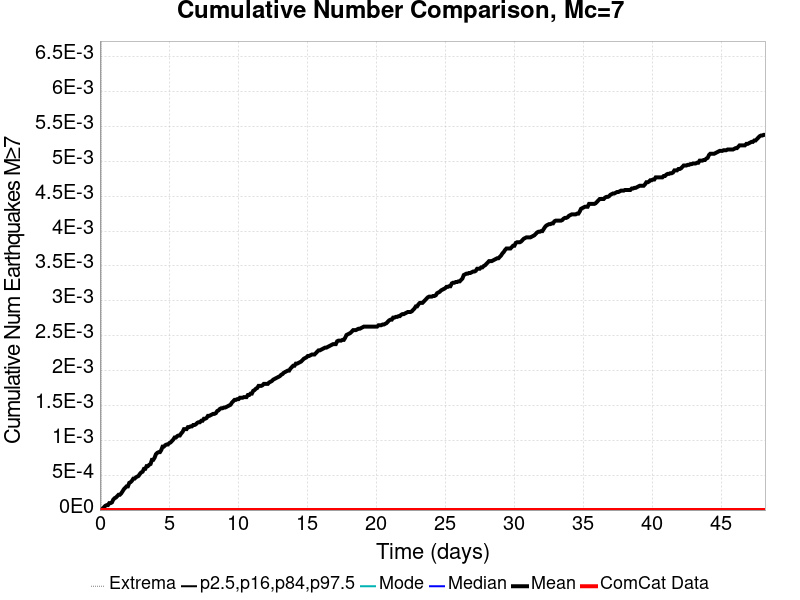 Cumulative Number Comparison, Mc=7
Cumulative Num Earthquakes M≥7
6.5E-3
6E-3
5.5E-3
5E-3
4.5E-3
4E-3
3.5E-3
3E-3
2.5E-3
2E-3
1.5E-3
1E-3
5E-4
0E0
0 5 10 15 20 25 30 35 40 45
Time (days)
Extrema p2.5,p16,p84,p97.5 Mode Median Mean ComCat Data